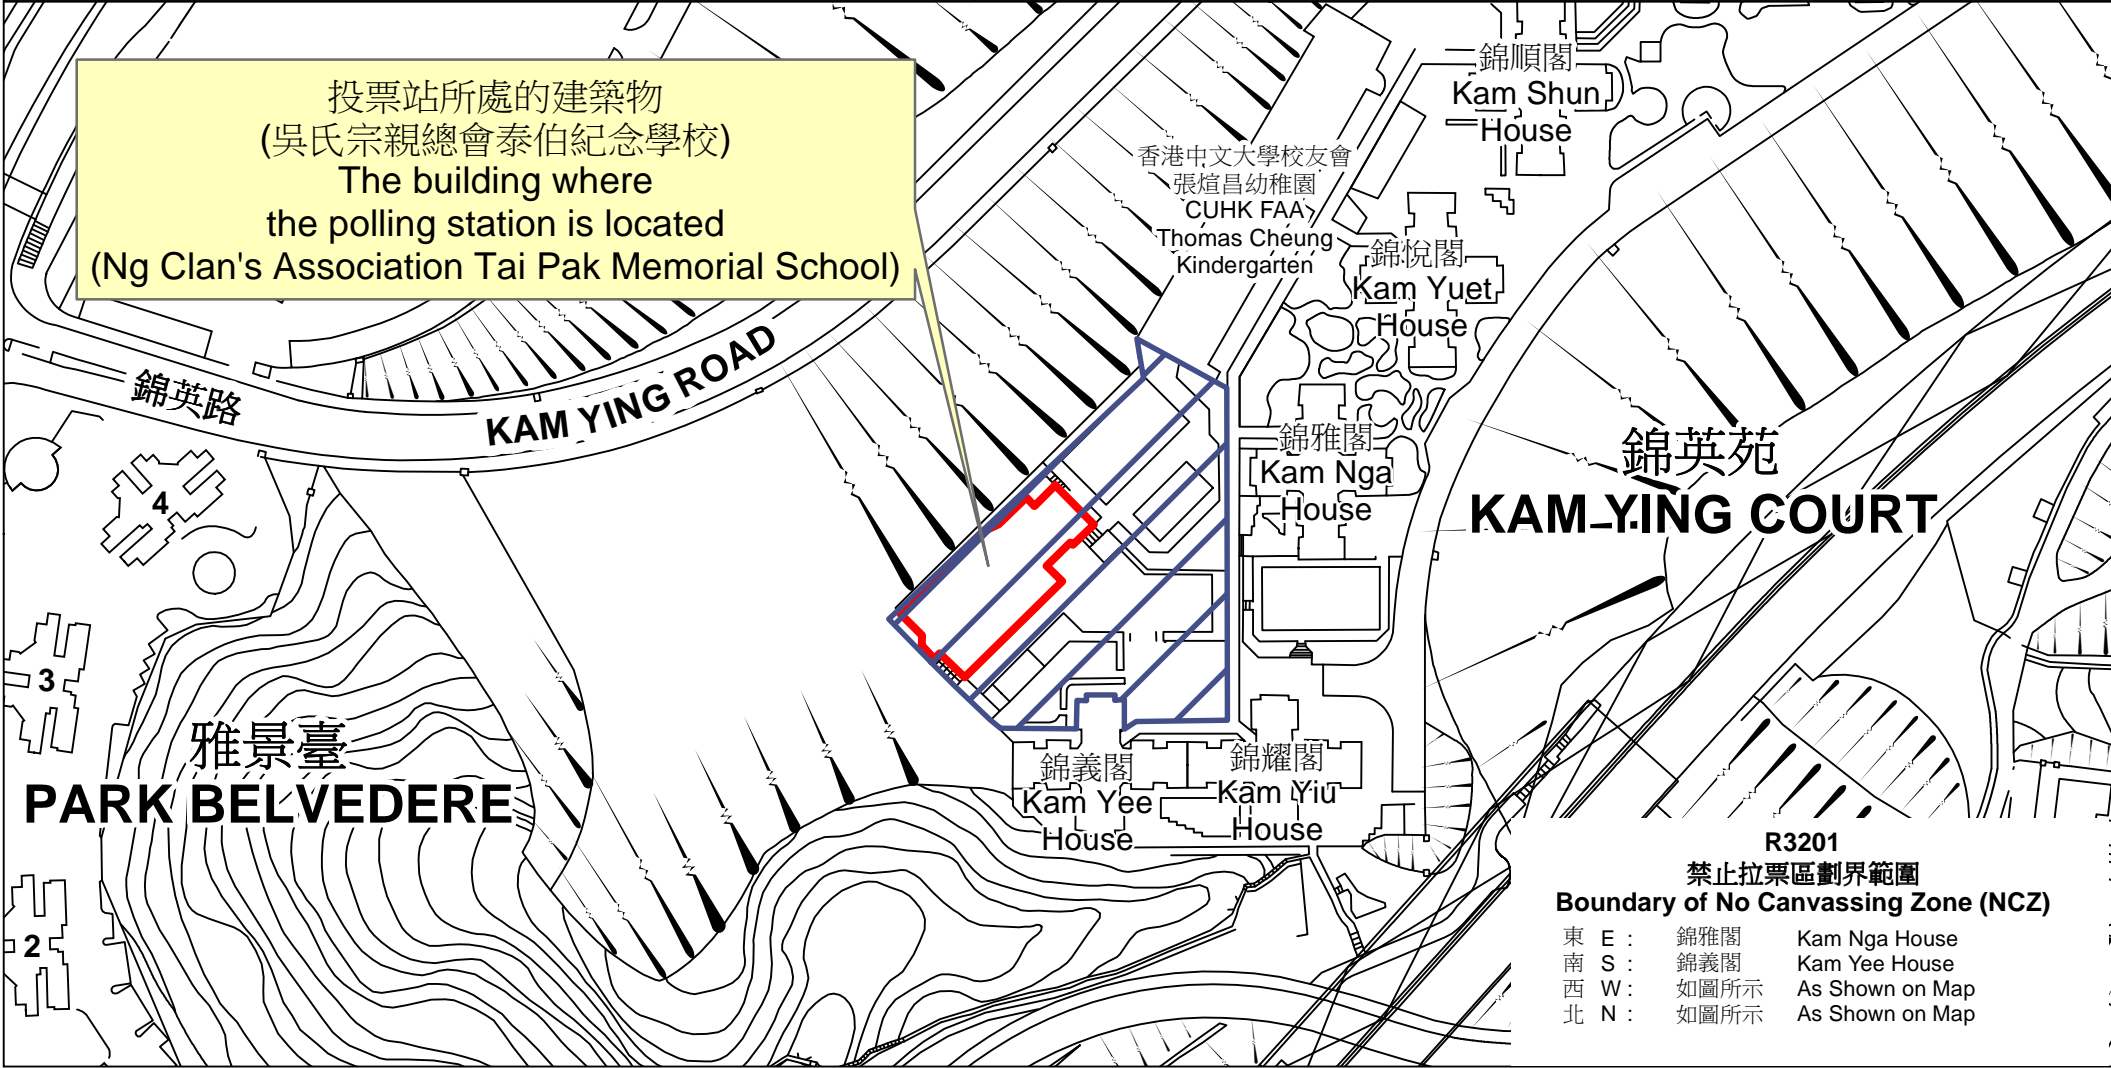 投票站所處的建築物
(吳氏宗親總會泰伯紀念學校)
The building where
the polling station is located
(Ng Clan's Association Tai Pak Memorial School)
錦順閣
Kam Shun
House
香港中文大學校友會
張煊昌幼稚園
CUHK FAA
Thomas Cheung
Kindergarten
錦悅閣
Kam Yuet
House
錦英路
KAM YING ROAD
錦雅閣
Kam Nga
House
錦英苑
KAM YING COURT
4
3
2
雅景臺
PARK BELVEDERE
錦義閣
Kam Yee
House
錦耀閣
Kam Yiu
House
R3201
禁止拉票區劃界範圍
Boundary of No Canvassing Zone (NCZ)
東 E : 錦雅閣 Kam Nga House
南 S : 錦義閣 Kam Yee House
西 W : 如圖所示 As Shown on Map
北 N : 如圖所示 As Shown on Map